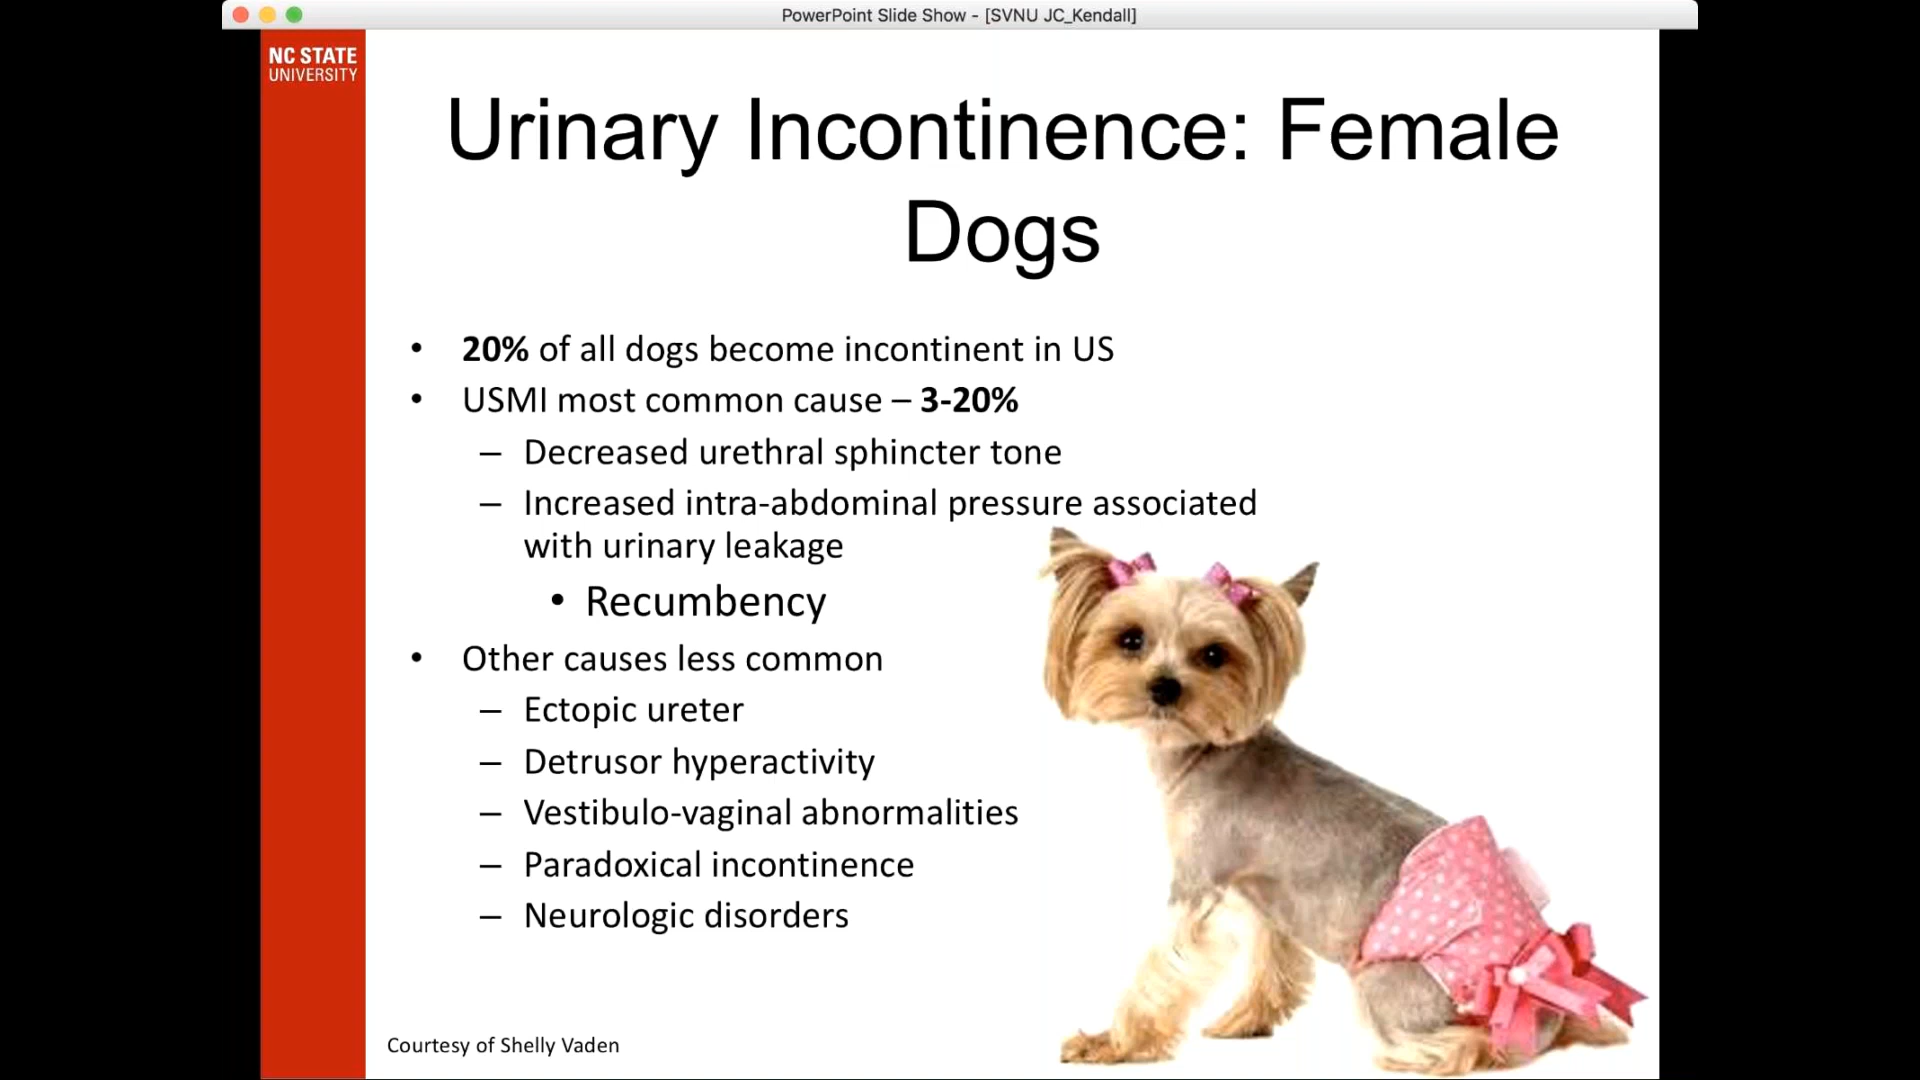 PowerPoint Slide Show - [SVNU JC_Kendall]
NC STATE
UNIVERSITY
Urinary Incontinence: Female
Dogs
• 20% of all dogs become incontinent in US
• USMI most common cause – 3-20%
– Decreased urethral sphincter tone
– Increased intra-abdominal pressure associated
with urinary leakage
• Recumbency
• Other causes less common
– Ectopic ureter
– Detrusor hyperactivity
– Vestibulo-vaginal abnormalities
– Paradoxical incontinence
– Neurologic disorders
Courtesy of Shelly Vaden